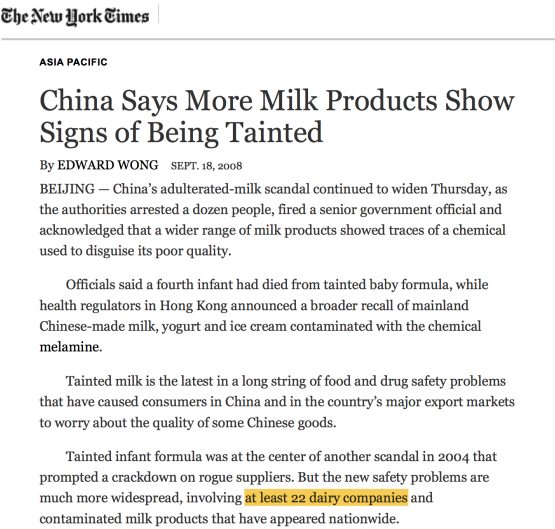 The New York Times
ASIA PACIFIC
China Says More Milk Products Show
Signs of Being Tainted
By EDWARD WONG SEPT. 18, 2008
BEIJING — China's adulterated-milk scandal continued to widen Thursday, as
the authorities arrested a dozen people, fired a senior government official and
acknowledged that a wider range of milk products showed traces of a chemical
used to disguise its poor quality.
Officials said a fourth infant had died from tainted baby formula, while
health regulators in Hong Kong announced a broader recall of mainland
Chinese-made milk, yogurt and ice cream contaminated with the chemical
melamine.
Tainted milk is the latest in a long string of food and drug safety problems
that have caused consumers in China and in the country's major export markets
to worry about the quality of some Chinese goods.
Tainted infant formula was at the center of another scandal in 2004 that
prompted a crackdown on rogue suppliers. But the new safety problems are
much more widespread, involving at least 22 dairy companies and
contaminated milk products that have appeared nationwide.